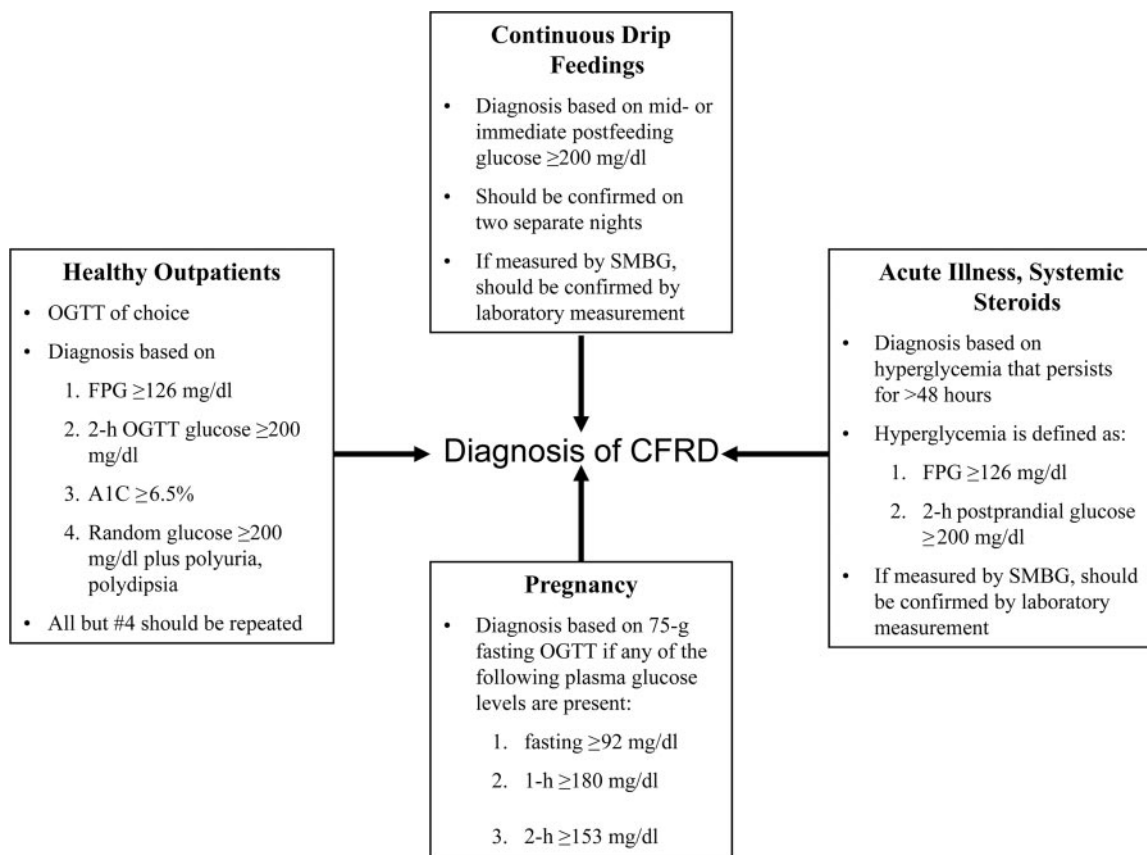 Continuous Drip
Feedings
• Diagnosis based on mid- or
immediate postfeeding
glucose ≥200 mg/dl
• Should be confirmed on
two separate nights
• If measured by SMBG,
should be confirmed by
laboratory measurement
Healthy Outpatients
• OGTT of choice
• Diagnosis based on
1. FPG ≥126 mg/dl
2. 2-h OGTT glucose ≥200
mg/dl
3. A1C ≥6.5%
4. Random glucose ≥200
mg/dl plus polyuria,
polydipsia
• All but #4 should be repeated
Diagnosis of CFRD
Acute Illness, Systemic
Steroids
• Diagnosis based on
hyperglycemia that persists
for >48 hours
• Hyperglycemia is defined as:
1. FPG ≥126 mg/dl
2. 2-h postprandial glucose
≥200 mg/dl
• If measured by SMBG, should
be confirmed by laboratory
measurement
Pregnancy
• Diagnosis based on 75-g
fasting OGTT if any of the
following plasma glucose
levels are present:
1. fasting ≥92 mg/dl
2. 1-h ≥180 mg/dl
3. 2-h ≥153 mg/dl